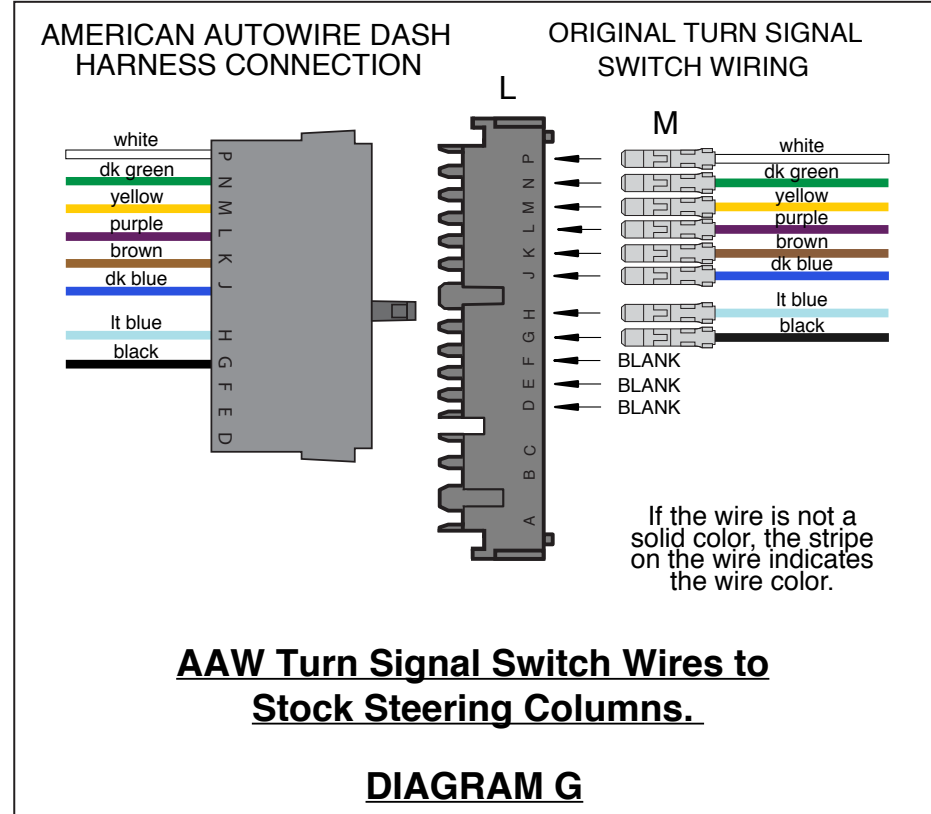 AMERICAN AUTOWIRE DASH
HARNESS CONNECTION
ORIGINAL TURN SIGNAL
SWITCH WIRING
L
M
white
dk green
yellow
purple
brown
dk blue
lt blue
black
P
N
M
L
K
J
H
G
F
E
D
P
N
M
L
K
J
H
G
F
E
D
C
B
A
white
dk green
yellow
purple
brown
dk blue
lt blue
black
BLANK
BLANK
BLANK
If the wire is not a
solid color, the stripe
on the wire indicates
the wire color.
AAW Turn Signal Switch Wires to
Stock Steering Columns.
DIAGRAM G